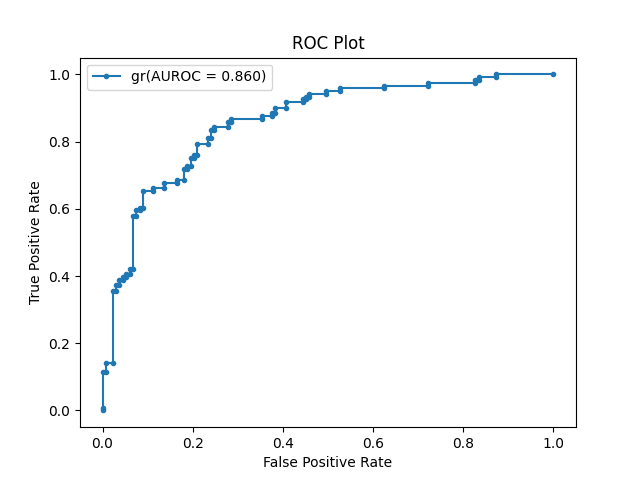 ROC Plot
gr(AUROC = 0.860)
True Positive Rate
1.0
0.8
0.6
0.4
0.2
0.0
0.0 0.2 0.4 0.6 0.8 1.0
False Positive Rate